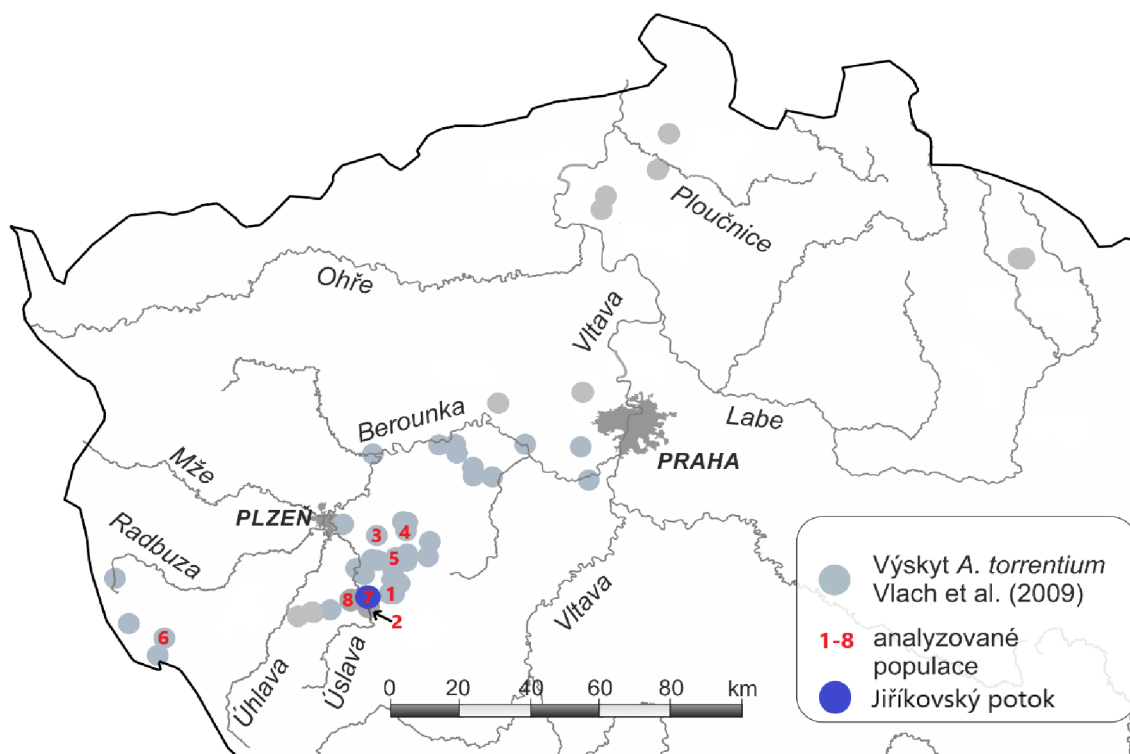 Ploučnice
Ohře
Vltava
Berounka
Labe
PRAHA
Mže
PLZEŇ
Radbuza
3
4
5
1
8
7
2
6
Vltava
Úslava
Úhlava
0 20 40 60 80 km
Výskyt A. torrentium
Vlach et al. (2009)
1-8 analyzované
populace
Jiříkovský potok